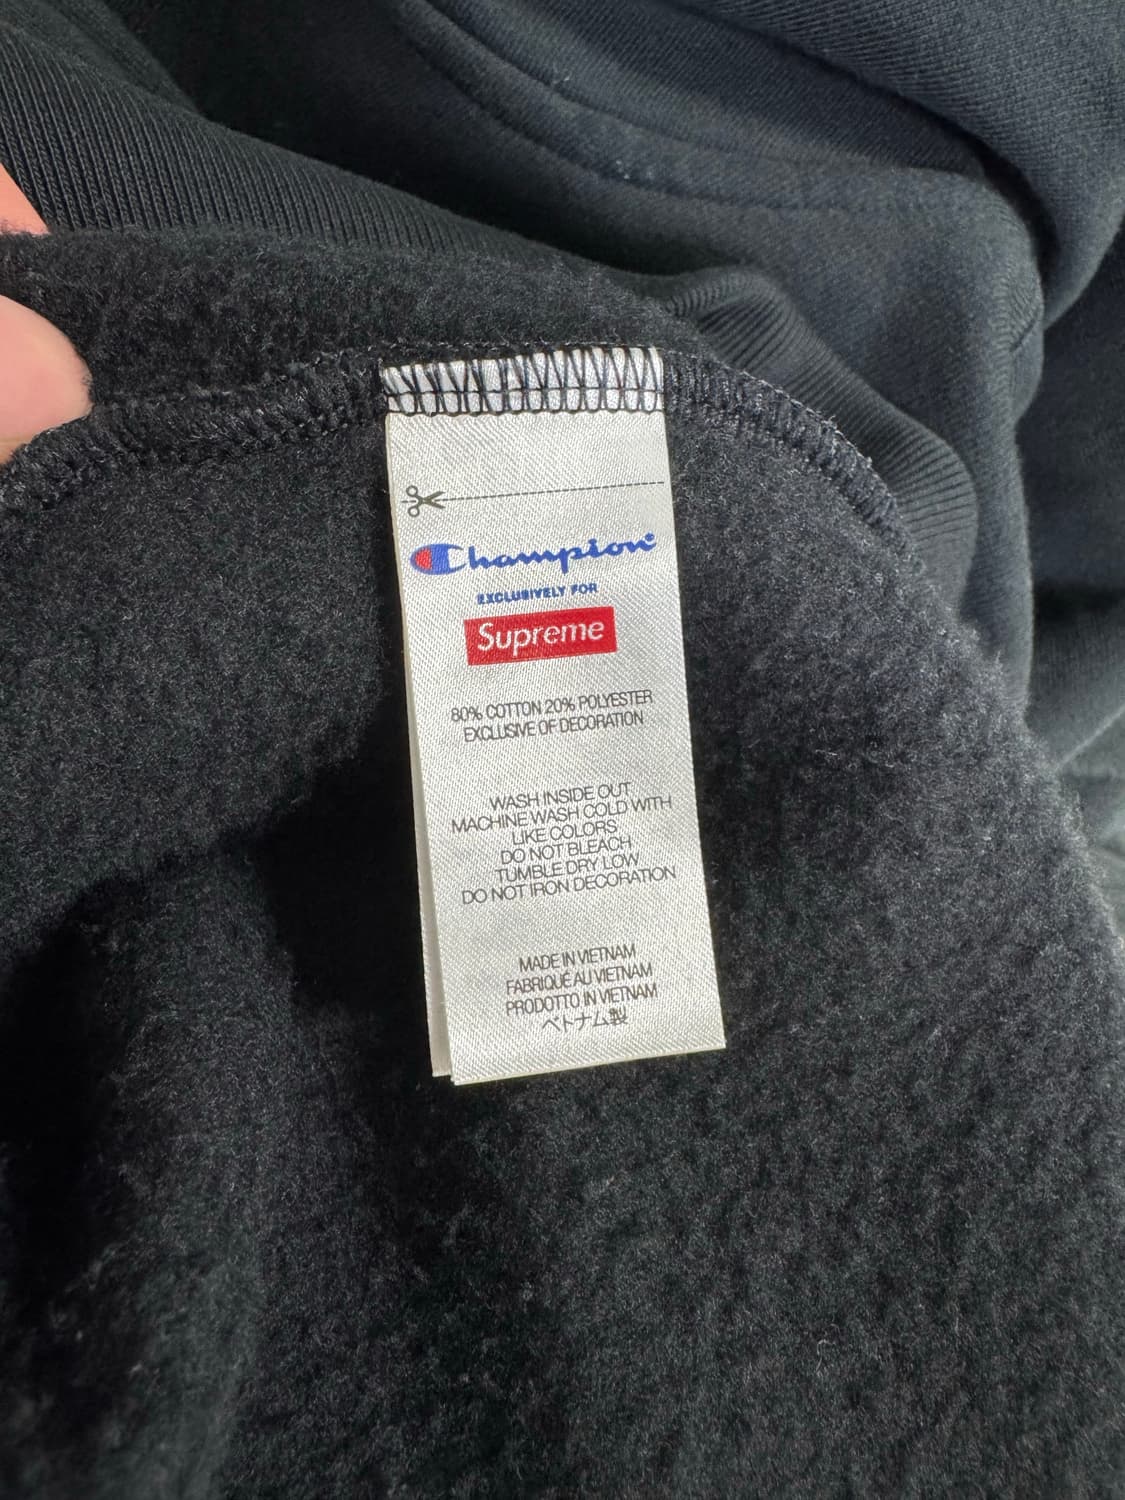 Champion
EXCLUSIVELY FOR
Supreme
80% COTTON 20% POLYESTER
EXCLUSIVE OF DECORATION
WASH INSIDE OUT
MACHINE WASH COLD WITH
LIKE COLORS
DO NOT BLEACH
TUMBLE DRY LOW
DO NOT IRON DECORATION
MADE IN VIETNAM
FABRIQUÉ AU VIETNAM
PRODOTTO IN VIETNAM
ベトナム製